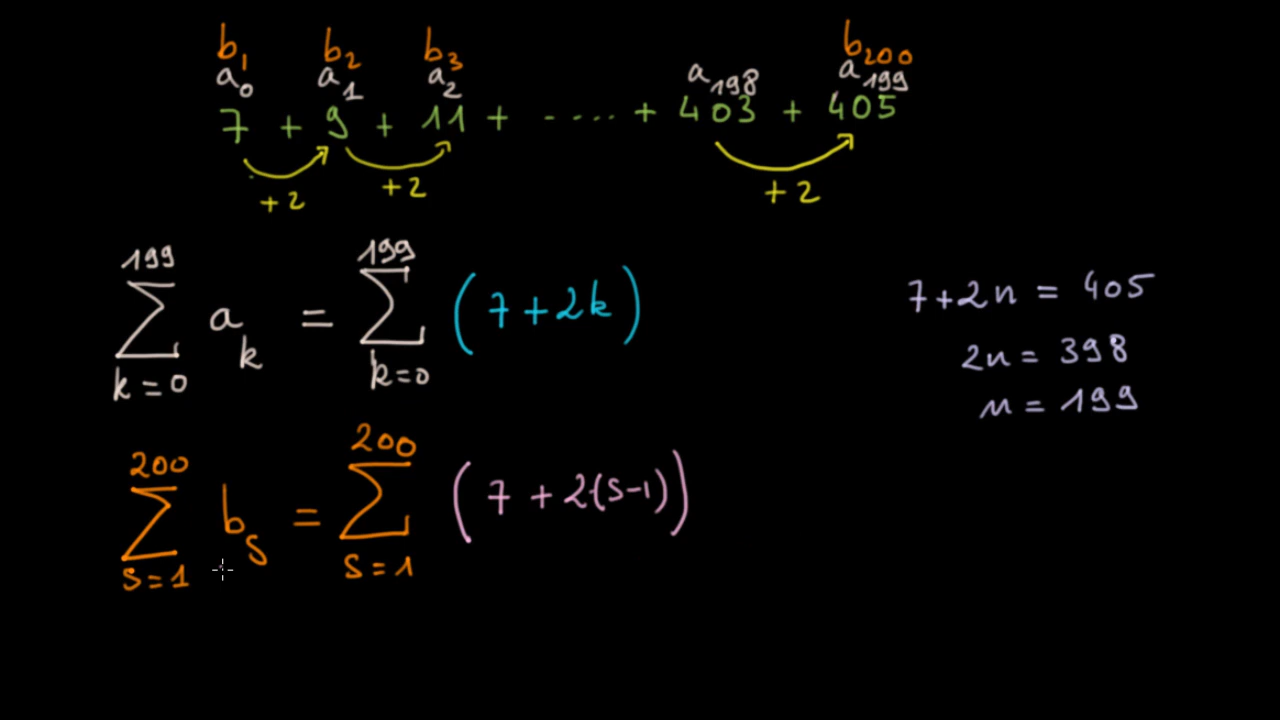 b₁ b₂ b₃ b₂₀₀
a₀ a₁ a₂ a₁₉₈ a₁₉₉
7 + 9 + 11 + ..... + 403 + 405
+2 +2 +2
∑_{k=0}^{199} a_k = ∑_{k=0}^{199} (7+2k)
7+2n = 405
2n = 398
n = 199
∑_{s=1}^{200} b_s = ∑_{s=1}^{200} (7 + 2·(s-1))